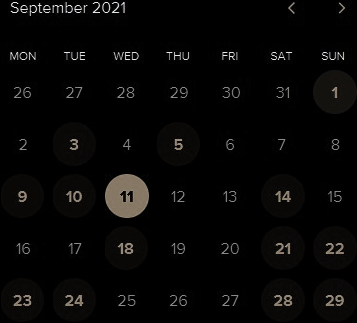 September 2021
MON TUE WED THU FRI SAT SUN
26 27 28 29 30 31 1
2 3 4 5 6 7 8
9 10 11 12 13 14 15
16 17 18 19 20 21 22
23 24 25 26 27 28 29